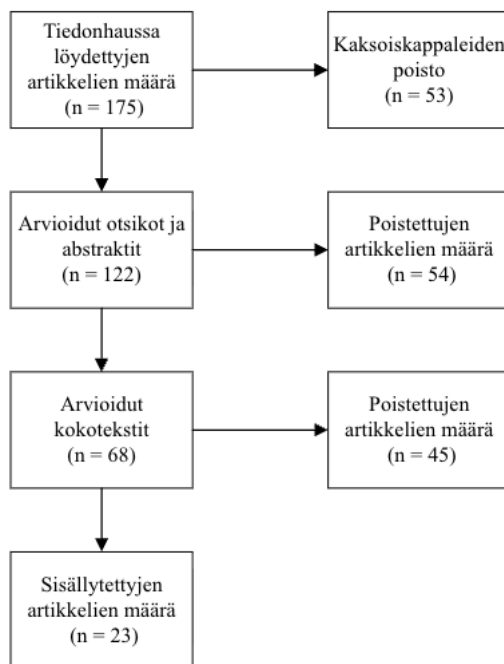 Tiedonhaussa
löydettyjen
artikkelien määrä
(n = 175)
Kaksoiskappaleiden
poisto
(n = 53)
Arvioidut otsikot ja
abstraktit
(n = 122)
Poistettujen
artikkelien määrä
(n = 54)
Arvioidut
kokotekstit
(n = 68)
Poistettujen
artikkelien määrä
(n = 45)
Sisällytettyjen
artikkelien määrä
(n = 23)